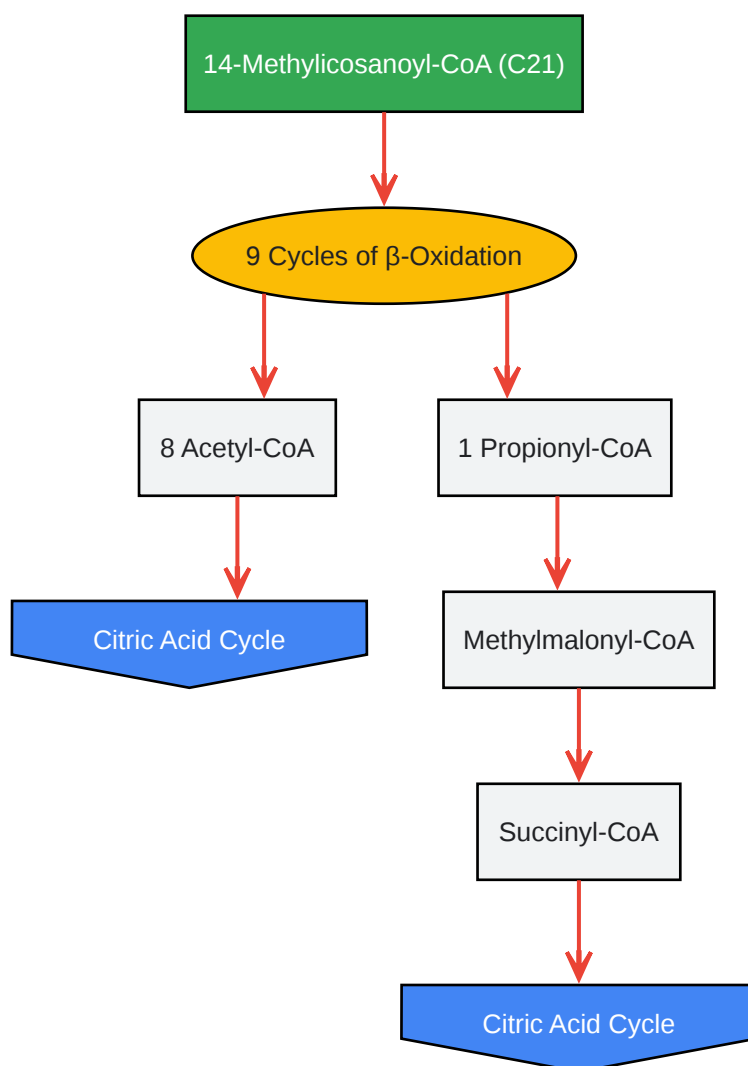 14-Methylicosanoyl-CoA (C21)
9 Cycles of β-Oxidation
8 Acetyl-CoA
1 Propionyl-CoA
Citric Acid Cycle
Methylmalonyl-CoA
Succinyl-CoA
Citric Acid Cycle